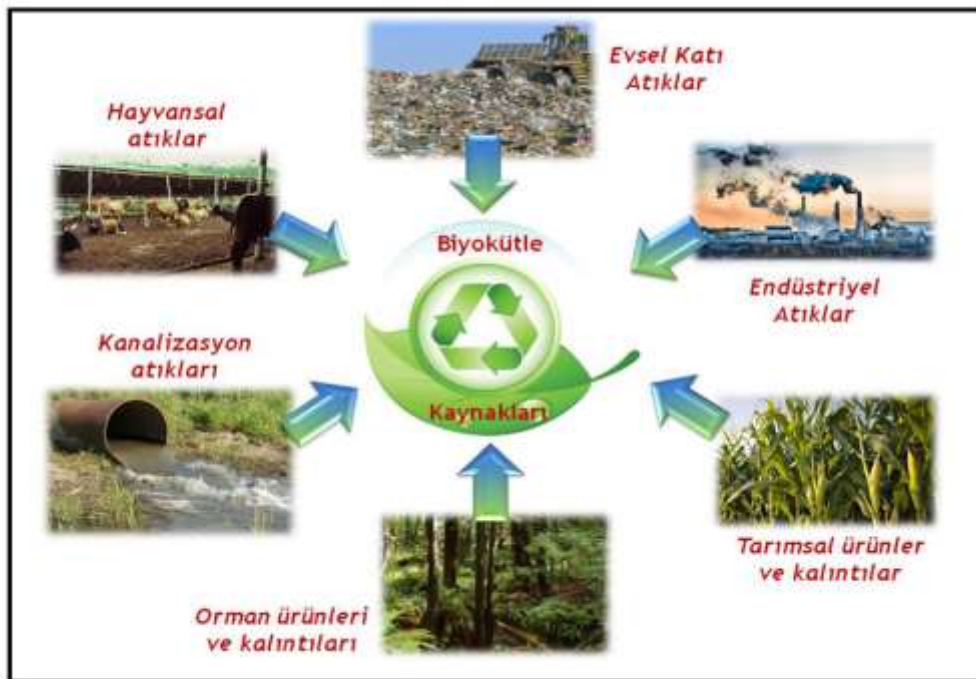 Evsel Katı
Atıklar
Hayvansal
atıklar
Biyokütle
Endüstriyel
Atıklar
Kanalizasyon
atıkları
Kaynakları
Tarımsal ürünler
ve kalıntılar
Orman ürünleri
ve kalıntıları